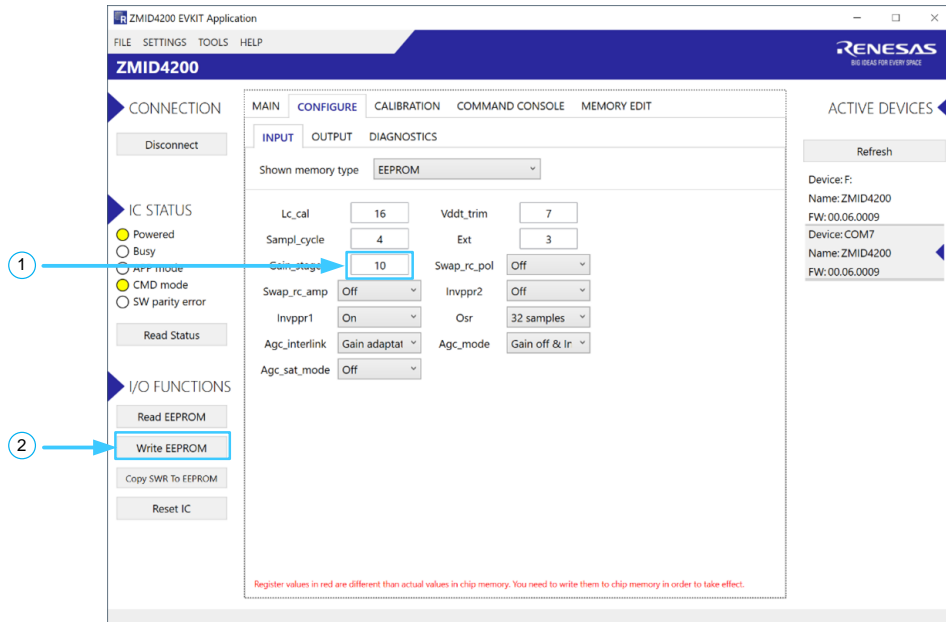 ZMID4200 EVKIT Application
FILE SETTINGS TOOLS HELP
RENESAS
BIG IDEAS FOR EVERY SPACE
ZMID4200
CONNECTION
Disconnect
IC STATUS
Powered
Busy
APP mode
CMD mode
SW parity error
Read Status
I/O FUNCTIONS
Read EEPROM
Write EEPROM
Copy SWR To EEPROM
Reset IC
1
2
MAIN CONFIGURE CALIBRATION COMMAND CONSOLE MEMORY EDIT
INPUT OUTPUT DIAGNOSTICS
Shown memory type EEPROM
Lc_cal 16 Vddt_trim 7
Sampl_cycle 4 Ext 3
Gain_stage 10 Swap_rc_pol Off
Swap_rc_amp Off Invppr2 Off
Invppr1 On Osr 32 samples
Agc_interlink Gain adaptat Agc_mode Gain off & Ir
Agc_sat_mode Off
Register values in red are different than actual values in chip memory. You need to write them to chip memory in order to take effect.
ACTIVE DEVICES
Refresh
Device: F:
Name: ZMID4200
FW: 00.06.0009
Device: COM7
Name: ZMID4200
FW: 00.06.0009